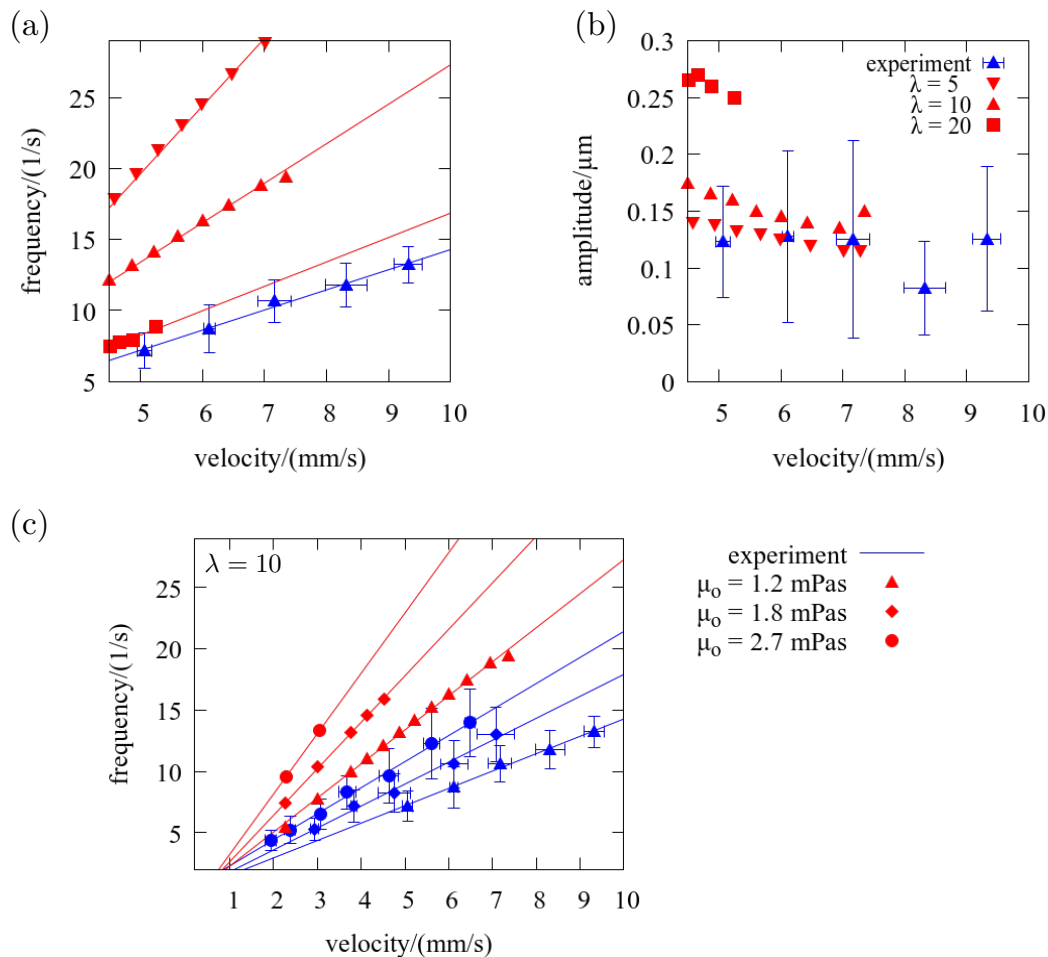 (a)
frequency/(1/s)
25
20
15
10
5
5 6 7 8 9 10
velocity/(mm/s)
(b)
amplitude/µm
0.3
0.25
0.2
0.15
0.1
0.05
0
5 6 7 8 9 10
velocity/(mm/s)
experiment
λ = 5
λ = 10
λ = 20
(c)
frequency/(1/s)
λ = 10
25
20
15
10
5
1 2 3 4 5 6 7 8 9 10
velocity/(mm/s)
experiment
μₒ = 1.2 mPas
μₒ = 1.8 mPas
μₒ = 2.7 mPas